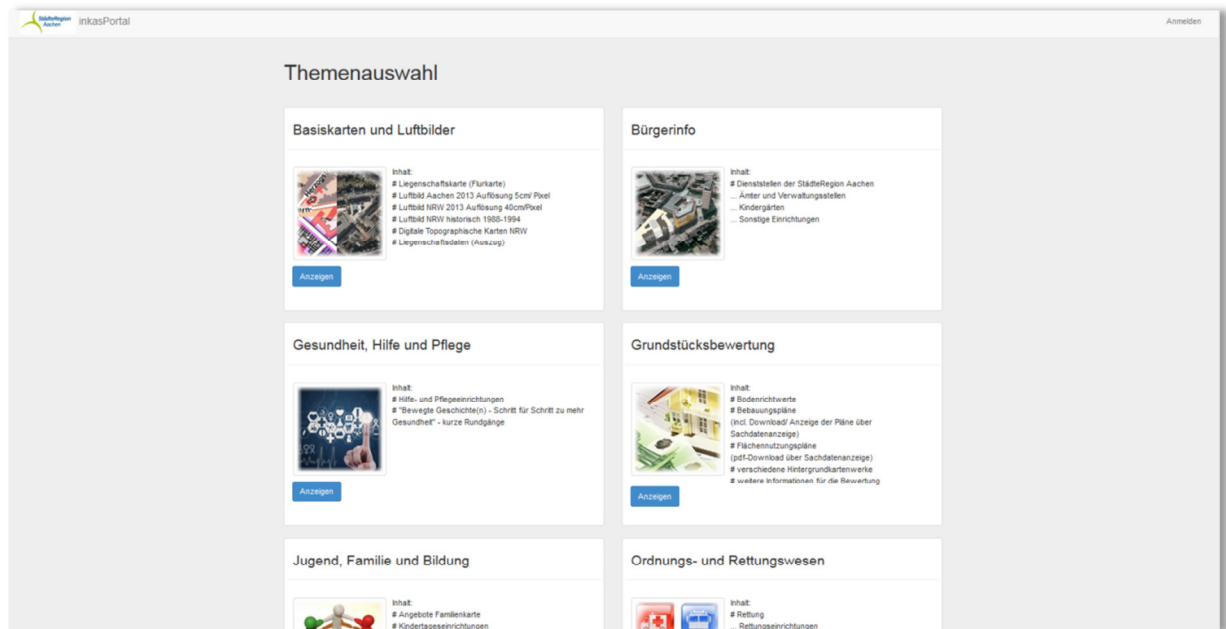 StädteRegion
Aachen
inkasPortal
Anmelden
Themenauswahl
Basiskarten und Luftbilder
Inhalt:
# Liegenschaftskarte (Flurkarte)
# Luftbild Aachen 2013 Auflösung 5cm/ Pixel
# Luftbild NRW 2013 Auflösung 40cm/Pixel
# Luftbild NRW historisch 1988-1994
# Digitale Topographische Karten NRW
# Liegenschaftsdaten (Auszug)
Anzeigen
Bürgerinfo
Inhalt:
# Dienststellen der StädteRegion Aachen
... Ämter und Verwaltungsstellen
... Kindergärten
... Sonstige Einrichtungen
Anzeigen
Gesundheit, Hilfe und Pflege
Inhalt:
# Hilfe- und Pflegeeinrichtungen
# "Bewegte Geschichte(n) - Schritt für Schritt zu mehr
Gesundheit" - kurze Rundgänge
Anzeigen
Grundstücksbewertung
Inhalt:
# Bodenrichtwerte
# Bebauungspläne
(incl. Download/ Anzeige der Pläne über
Sachdatenanzeige)
# Flächennutzungspläne
(pdf-Download über Sachdatenanzeige)
# verschiedene Hintergrundkartenwerke
# weitere Informationen für die Bewertung
Anzeigen
Jugend, Familie und Bildung
Inhalt:
# Angebote Familienkarte
# Kindertageseinrichtungen
Ordnungs- und Rettungswesen
Inhalt:
# Rettung
... Rettungseinrichtungen